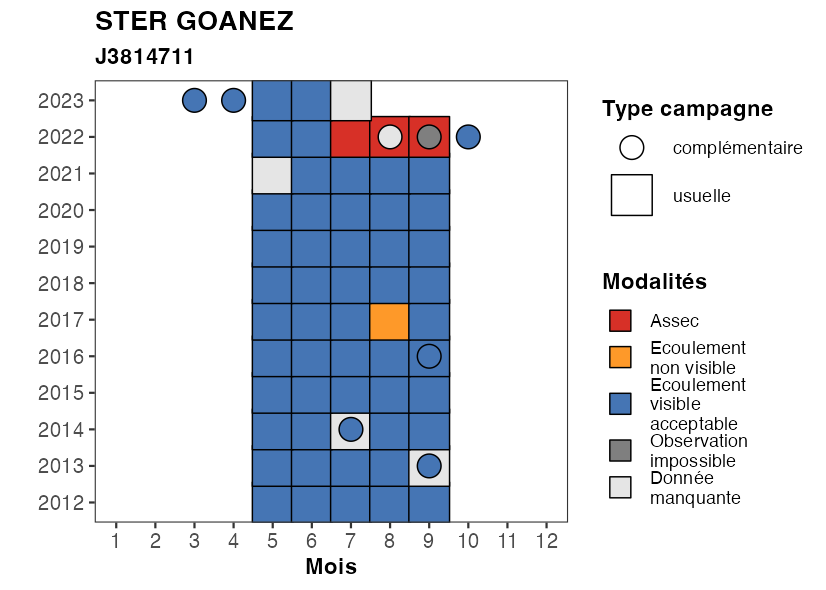 STER GOANEZ
J3814711
2023
2022
2021
2020
2019
2018
2017
2016
2015
2014
2013
2012
1 2 3 4 5 6 7 8 9 10 11 12
Mois
Type campagne
complémentaire
usuelle
Modalités
Assec
Ecoulement
non visible
Ecoulement
visible
acceptable
Observation
impossible
Donnée
manquante